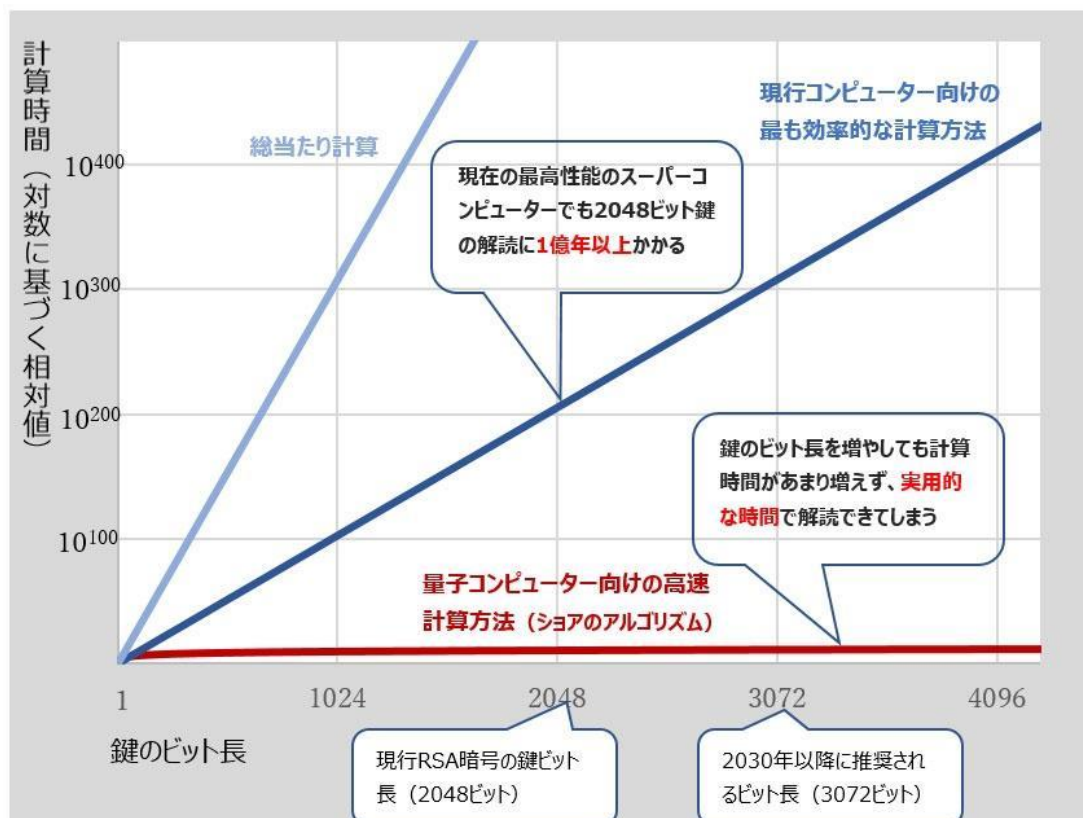 計算時間（対数に基づく相対値）
総当たり計算
現行コンピューター向けの
最も効率的な計算方法
10400
現在の最高性能のスーパーコ
ンピューターでも2048ビット鍵
の解読に1億年以上かかる
10300
10200
鍵のビット長を増やしても計算
時間があまり増えず、実用的
な時間で解読できてしまう
10100
量子コンピューター向けの高速
計算方法（ショアのアルゴリズム）
1 1024 2048 3072 4096
鍵のビット長
現行RSA暗号の鍵ビット
長（2048ビット）
2030年以降に推奨され
るビット長（3072ビット）